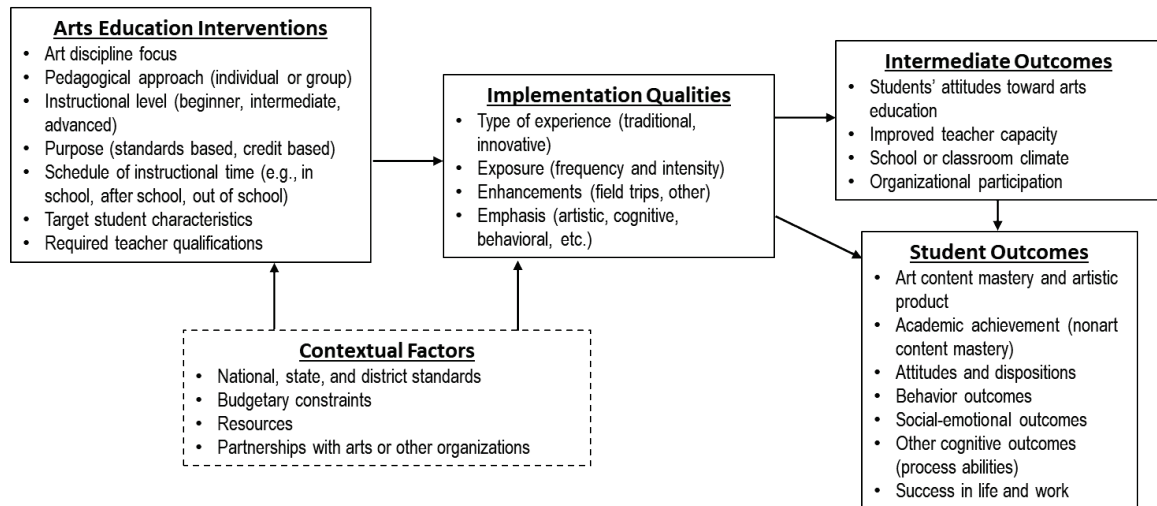 Arts Education Interventions
• Art discipline focus
• Pedagogical approach (individual or group)
• Instructional level (beginner, intermediate,
advanced)
• Purpose (standards based, credit based)
• Schedule of instructional time (e.g., in
school, after school, out of school)
• Target student characteristics
• Required teacher qualifications
Implementation Qualities
• Type of experience (traditional,
innovative)
• Exposure (frequency and intensity)
• Enhancements (field trips, other)
• Emphasis (artistic, cognitive,
behavioral, etc.)
Intermediate Outcomes
• Students’ attitudes toward arts
education
• Improved teacher capacity
• School or classroom climate
• Organizational participation
Student Outcomes
• Art content mastery and artistic
product
• Academic achievement (nonart
content mastery)
• Attitudes and dispositions
• Behavior outcomes
• Social-emotional outcomes
• Other cognitive outcomes
(process abilities)
• Success in life and work
Contextual Factors
• National, state, and district standards
• Budgetary constraints
• Resources
• Partnerships with arts or other organizations